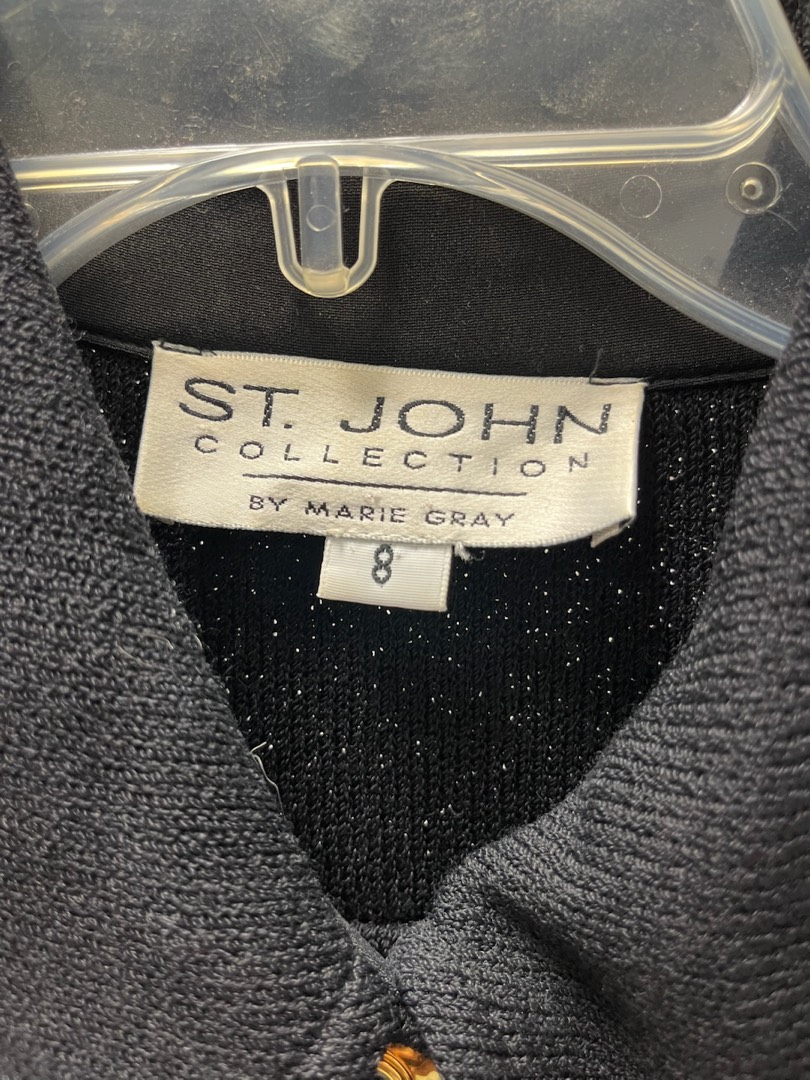 ST. JOHN
COLLECTION
BY MARIE GRAY
8